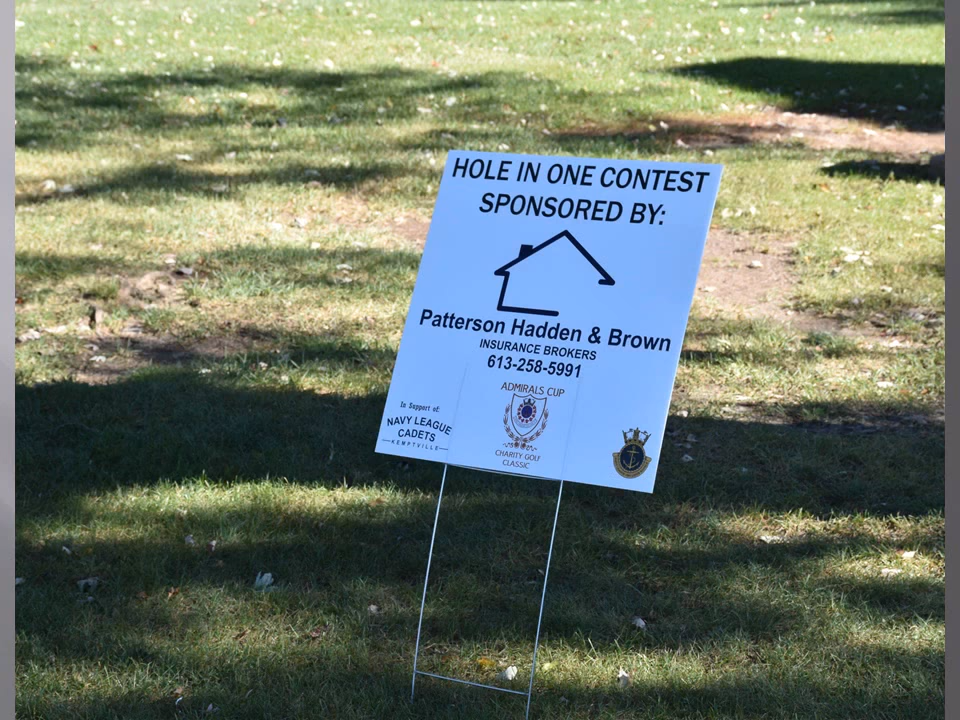 HOLE IN ONE CONTEST
SPONSORED BY:
Patterson Hadden & Brown
INSURANCE BROKERS
613-258-5991
In Support of:
NAVY LEAGUE
CADETS
KEMPTVILLE
ADMIRALS CUP
CHARITY GOLF
CLASSIC